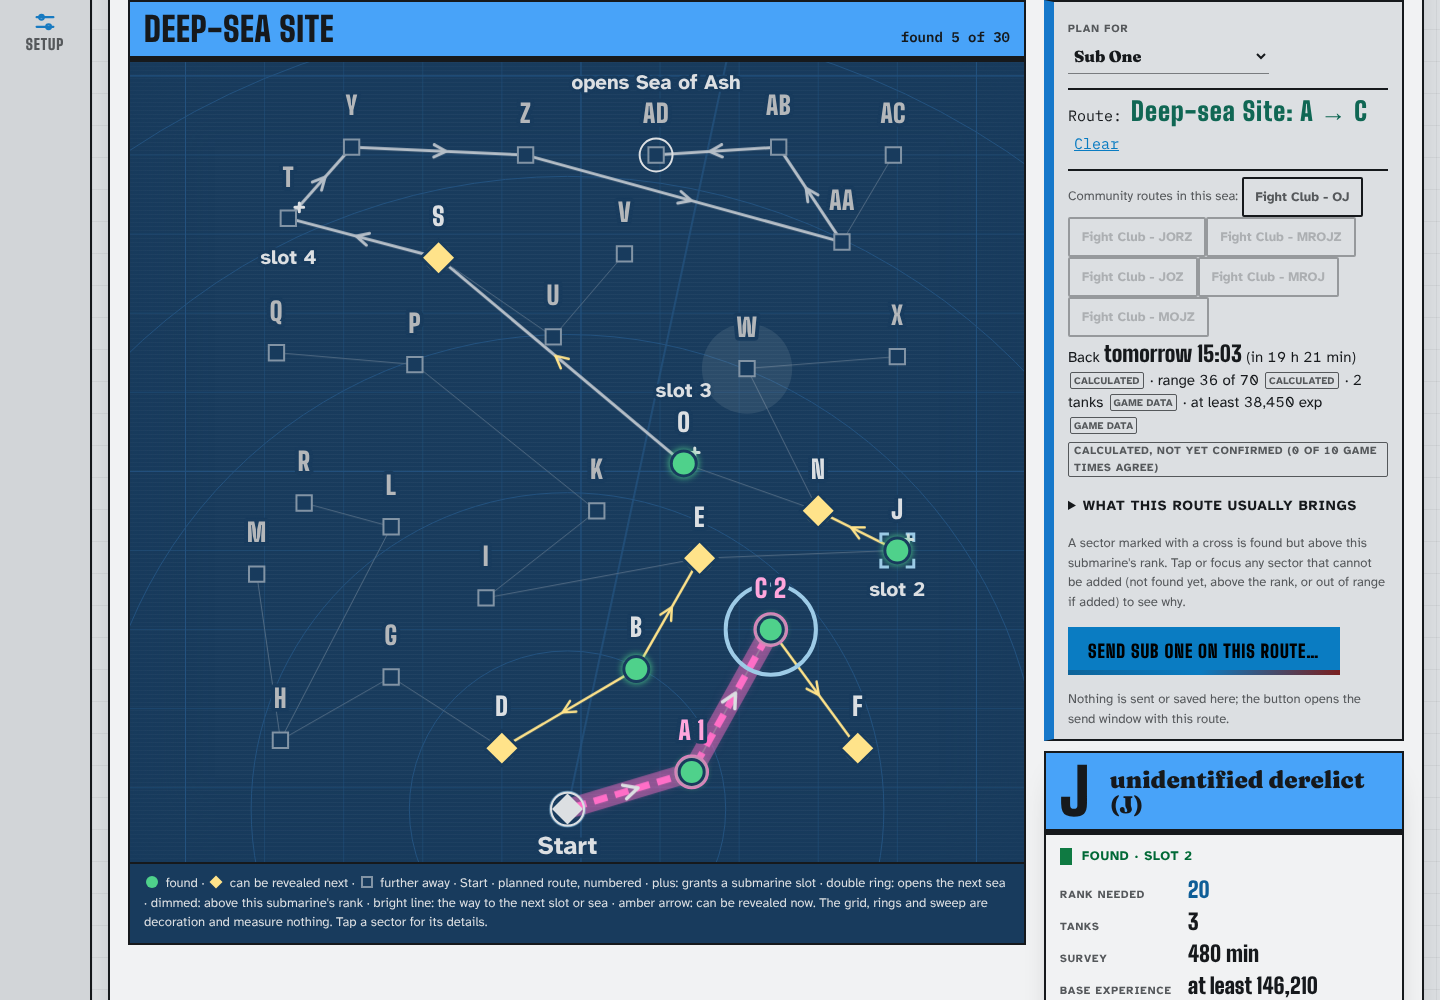 SETUP
DEEP-SEA SITE
found 5 of 30
opens Sea of Ash
Y
Z
AD
AB
AC
T
S
V
AA
slot 4
Q
P
U
W
X
slot 3
O
R
L
K
N
M
E
J
I
C 2
slot 2
G
B
H
D
A 1
F
Start
found · can be revealed next · further away · Start · planned route, numbered · plus: grants a submarine slot · double ring: opens the next sea
· dimmed: above this submarine's rank · bright line: the way to the next slot or sea · amber arrow: can be revealed now. The grid, rings and sweep are
decoration and measure nothing. Tap a sector for its details.
PLAN FOR
Sub One
Route: Deep-sea Site: A → C
Clear
Community routes in this sea: Fight Club - OJ
Fight Club - JORZ Fight Club - MROJZ
Fight Club - JOZ Fight Club - MROJ
Fight Club - MOJZ
Back tomorrow 15:03 (in 19 h 21 min)
CALCULATED · range 36 of 70 CALCULATED · 2
tanks GAME DATA · at least 38,450 exp
GAME DATA
CALCULATED, NOT YET CONFIRMED (0 OF 10 GAME
TIMES AGREE)
WHAT THIS ROUTE USUALLY BRINGS
A sector marked with a cross is found but above this
submarine's rank. Tap or focus any sector that cannot
be added (not found yet, above the rank, or out of range
if added) to see why.
SEND SUB ONE ON THIS ROUTE…
Nothing is sent or saved here; the button opens the
send window with this route.
J unidentified derelict
(J)
FOUND · SLOT 2
RANK NEEDED 20
TANKS 3
SURVEY 480 min
BASE EXPERIENCE at least 146,210